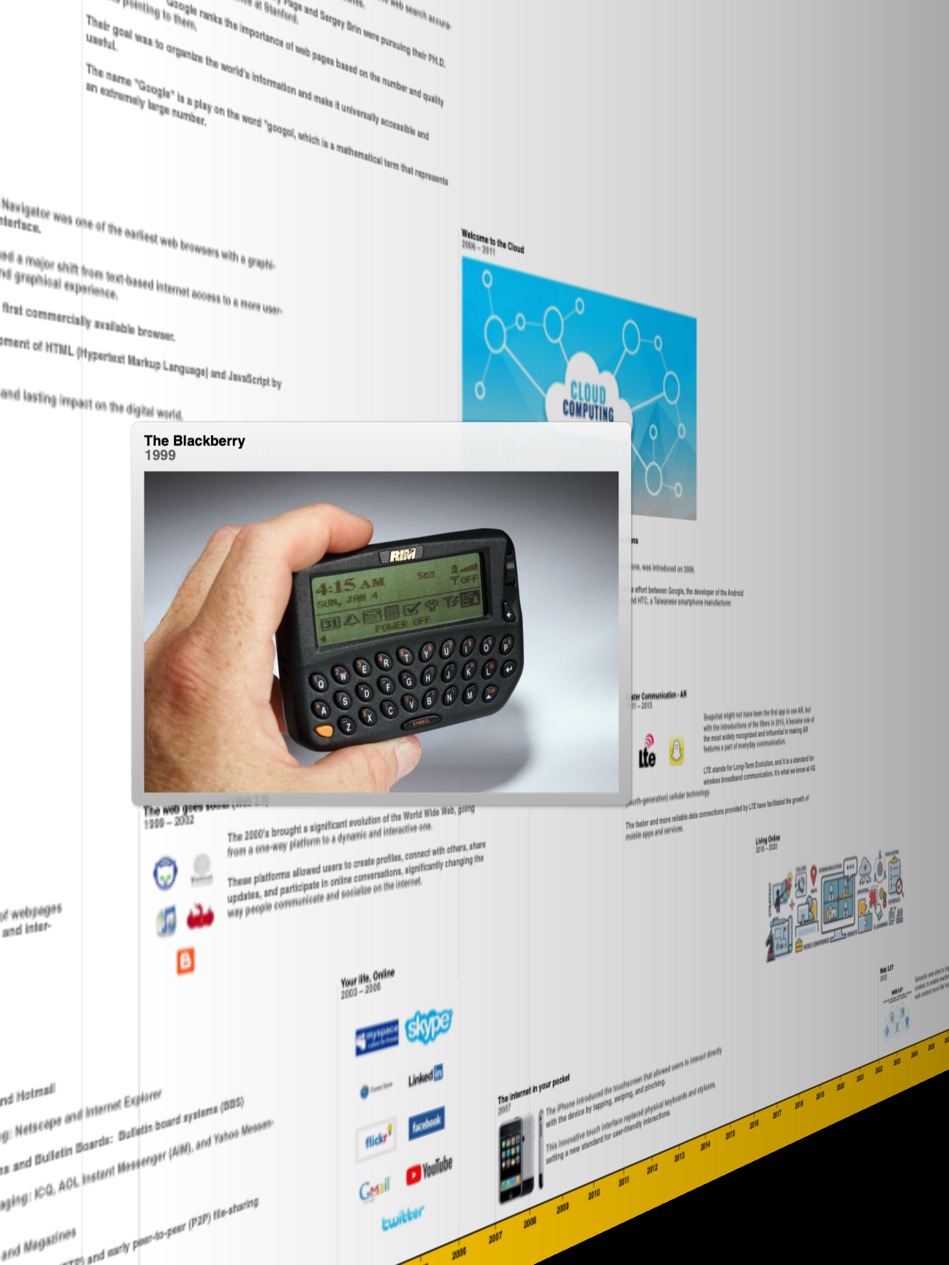 Page and Sergey Brin were pursuing their PH.D.
at Stanford.
Google ranks the importance of web pages based on the number and quality
pointing to them.
Their goal was to organize the world's information and make it universally accessible and
useful.
The name "Google" is a play on the word "googol, which is a mathematical term that represents
an extremely large number.
Navigator was one of the earliest web browsers with a graphi-
a major shift from text-based internet access to a more user-
graphical experience.
first commercially available browser.
of HTML (Hypertext Markup Language) and JavaScript by
and lasting impact on the digital world.
Welcome to the Cloud
2006 – 2011
CLOUD
COMPUTING
The Blackberry
1999
RIM
4:15 AM
SUN, JAN 4
OFF
31
POWER OFF
Q W E R T Y U I O P
A S D F G H J K L
Z X C V B N M
SYMBOL
was introduced on 2008.
effort between Google, the developer of the Android
HTC, a Taiwanese smartphone manufacturer.
Communication - AR
– 2015
Snapchat might not have been the first app to use AR, but
with the introductions of the filters in 2015, it became one of
the most widely recognized and influential in making AR
features a part of everyday communication.
lte
LTE stands for Long-Term Evolution, and it is a standard for
wireless broadband communication. It's what we know at 4G
(fourth-generation) cellular technology.
The faster and more reliable data connections provided by LTE have facilitated the growth of
mobile apps and services.
The web goes social (Web 2.0)
1999 – 2002
The 2000's brought a significant evolution of the World Wide Web, going
from a one-way platform to a dynamic and interactive one.
These platforms allowed users to create profiles, connect with others, share
updates, and participate in online conversations, significantly changing the
way people communicate and socialize on the internet.
Living Online
2016 – 2020
of webpages
and inter-
Your life, Online
2003 – 2006
myspace
skype
LinkedIn
flickr
facebook
Gmail
YouTube
twitter
Web 3.0?
2022
and Hotmail
Netscape and Internet Explorer
and Bulletin Boards: Bulletin board systems (BBS)
ICQ, AOL Instant Messenger (AIM), and Yahoo Messen-
and Magazines
and early peer-to-peer (P2P) file-sharing
The internet in your pocket
2007
The iPhone introduced the touchscreen that allowed users to interact directly
with the device by tapping, swiping, and pinching.
This innovative touch interface replaced physical keyboards and styluses,
setting a new standard for user-friendly interactions.
2006 2007 2008 2009 2010 2011 2012 2013 2014 2015 2016 2017 2018 2019 2020 2021 2022 2023 2024